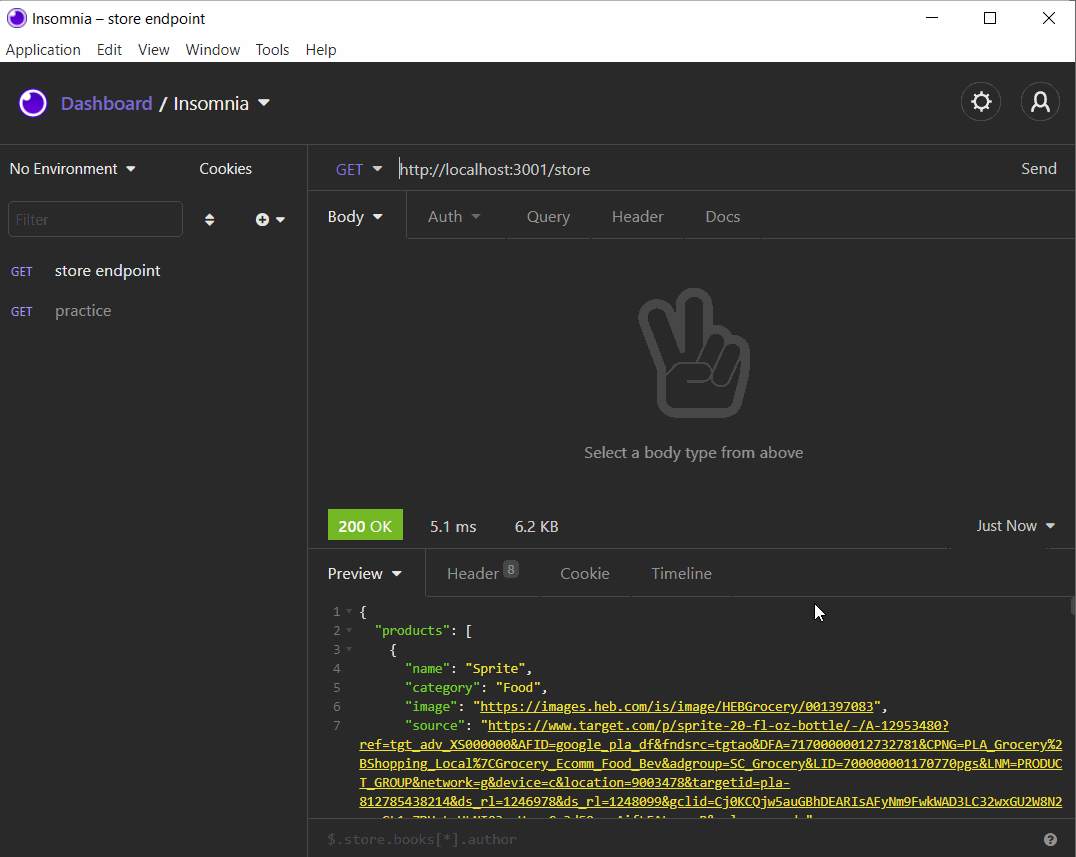 Insomnia – store endpoint
Application Edit View Window Tools Help
Dashboard / Insomnia
No Environment Cookies
GET http://localhost:3001/store Send
Filter
Body Auth Query Header Docs
GET store endpoint
GET practice
Select a body type from above
200 OK 5.1 ms 6.2 KB Just Now
Preview Header 8 Cookie Timeline
1 {
2 "products": [
3 {
4 "name": "Sprite",
5 "category": "Food",
6 "image": "https://images.heb.com/is/image/HEBGrocery/001397083",
7 "source": "https://www.target.com/p/sprite-20-fl-oz-bottle/-/A-12953480?
ref=tgt_adv_XS000000&AFID=google_pla_df&fndsrc=tgtao&DFA=71700000012732781&CPNG=PLA_Grocery%2
BShopping_Local%7CGrocery_Ecomm_Food_Bev&adgroup=SC_Grocery&LID=700000001170770pgs&LNM=PRODUC
T_GROUP&network=g&device=c&location=9003478&targetid=pla-
812785438214&ds_rl=1246978&ds_rl=1248099&gclid=Cj0KCQjw5auGBhDEARIsAFyNm9FwkWAD3LC32wxGU2W8N2
$.store.books[*].author